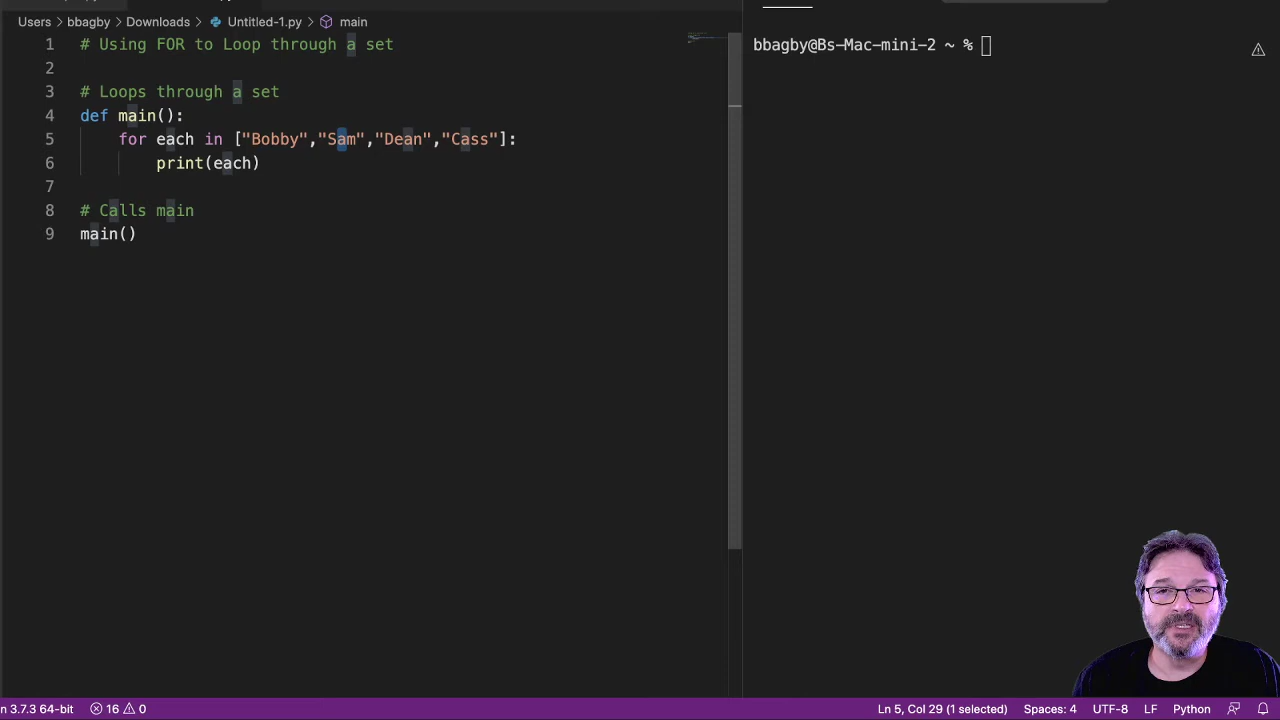 Users > bbagby > Downloads > Untitled-1.py > main
1 # Using FOR to Loop through a set
2
3 # Loops through a set
4 def main():
5 for each in ["Bobby","Sam","Dean","Cass"]:
6 print(each)
7
8 # Calls main
9 main()
bbagby@Bs-Mac-mini-2 ~ %
n 3.7.3 64-bit 16 0 Ln 5, Col 29 (1 selected) Spaces: 4 UTF-8 LF Python